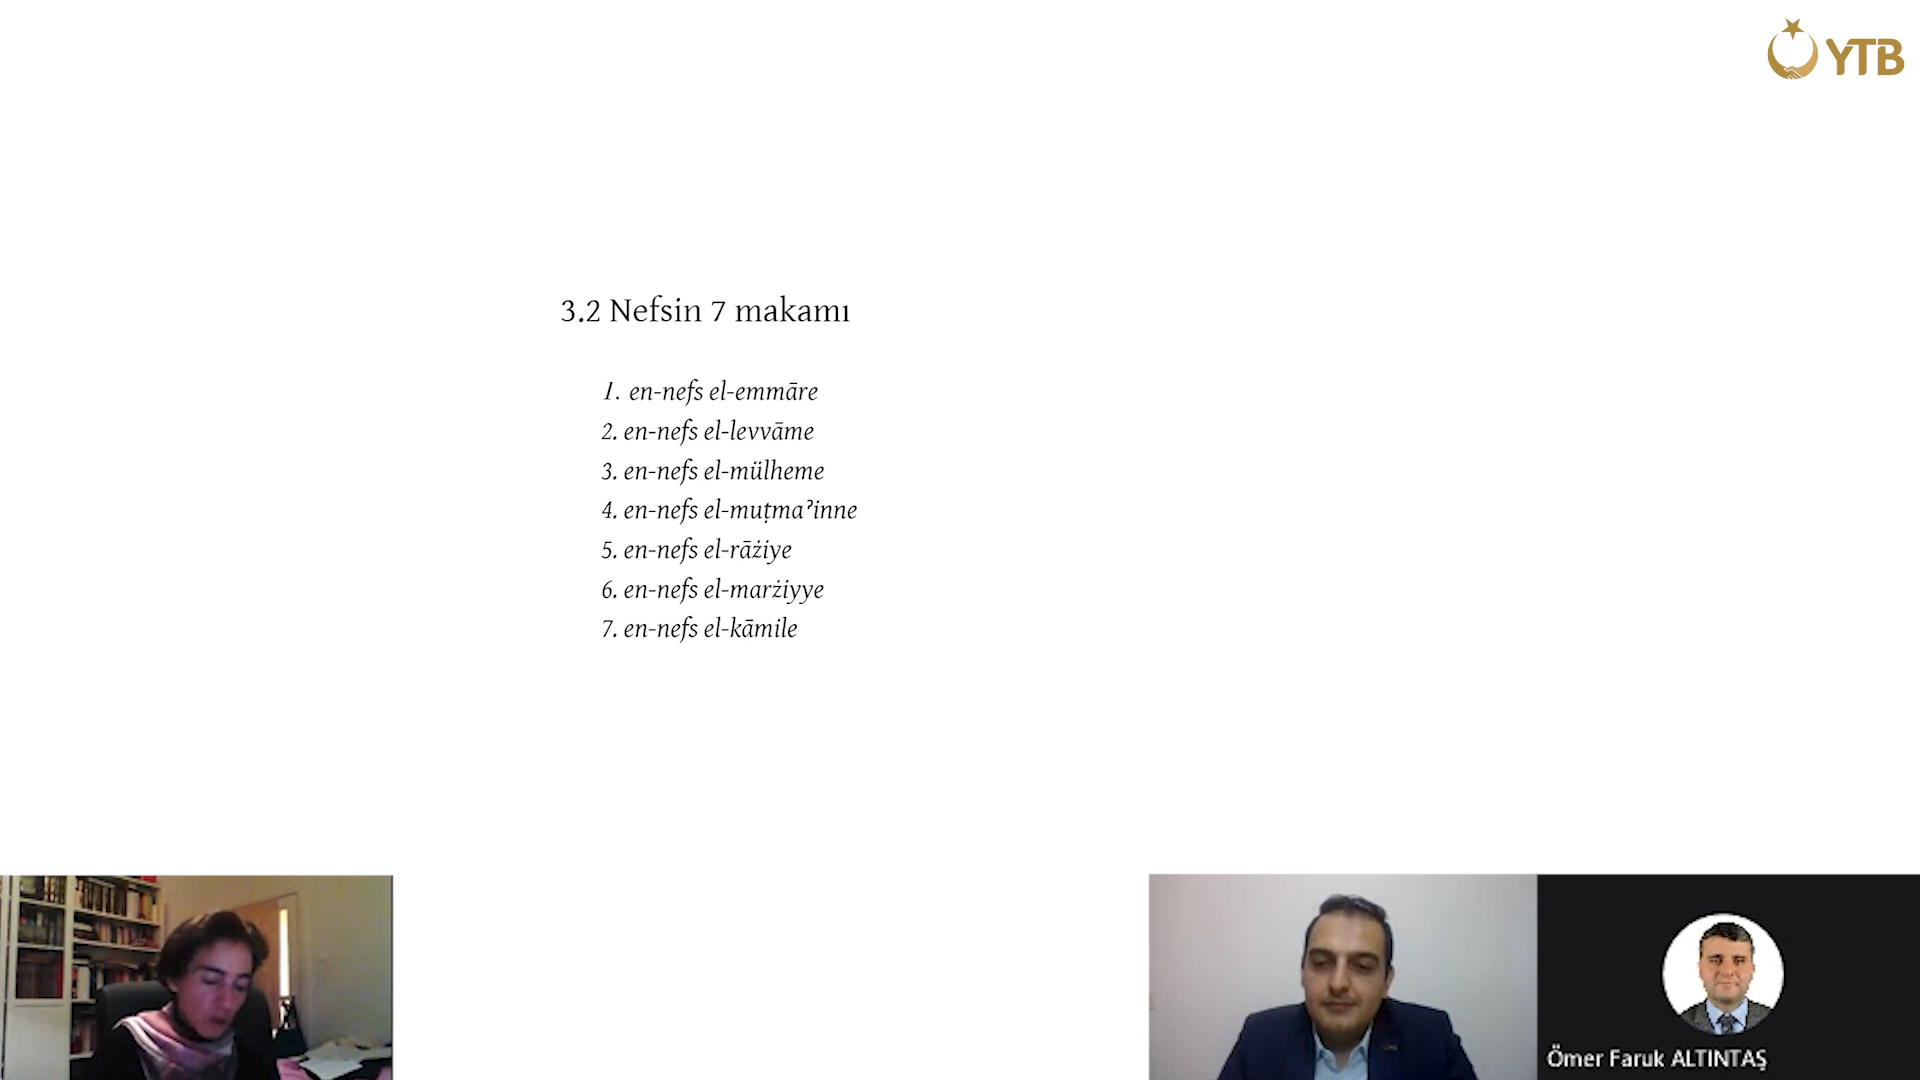 YTB
3.2 Nefsin 7 makamı
1. en-nefs el-emmāre
2. en-nefs el-levvāme
3. en-nefs el-mülheme
4. en-nefs el-muṭmaʾinne
5. en-nefs el-rāżiye
6. en-nefs el-marżiyye
7. en-nefs el-kāmile
Ömer Faruk ALTINTAŞ